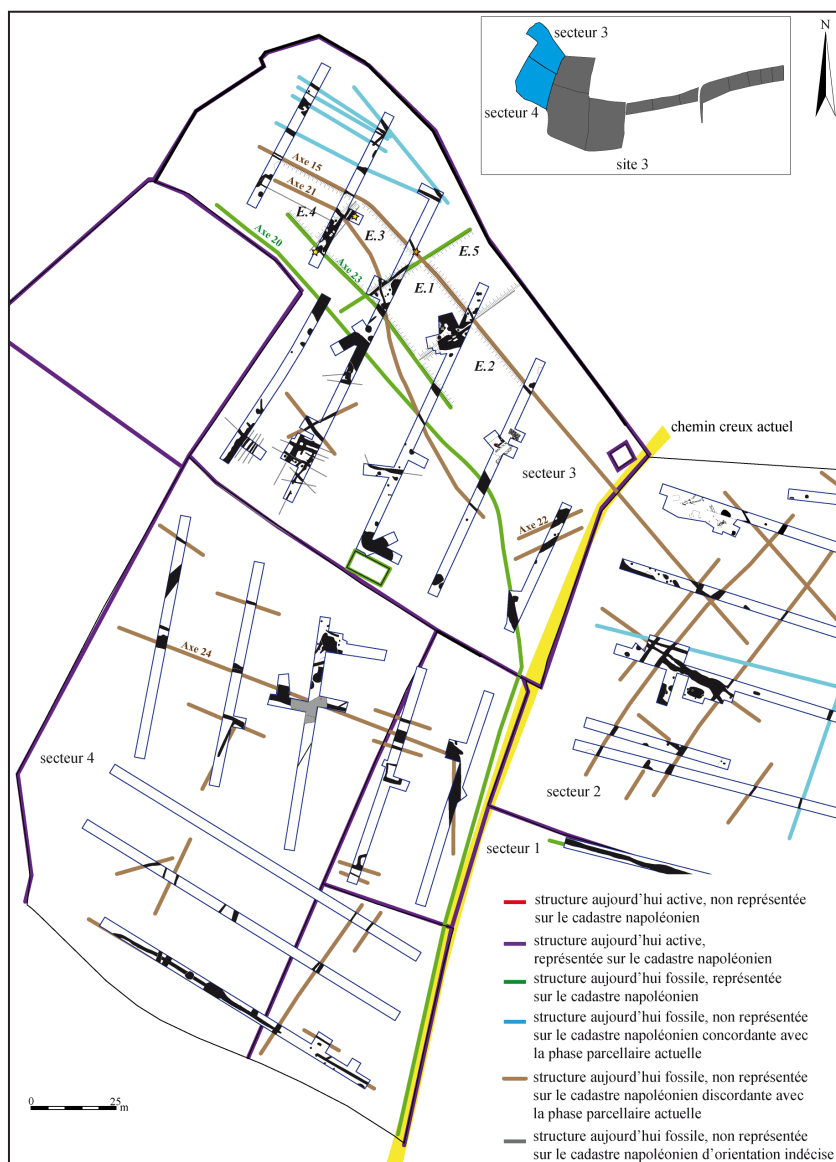 secteur 3
N
secteur 4
site 3
Axe 15
Axe 21
E.4
E.3
E.5
Axe 20
Axe 23
E.1
E.2
chemin creux actuel
secteur 3
Axe 22
Axe 24
secteur 4
secteur 2
secteur 1
structure aujourd’hui active, non représentée
sur le cadastre napoléonien
structure aujourd’hui active,
représentée sur le cadastre napoléonien
structure aujourd’hui fossile, représentée
sur le cadastre napoléonien
structure aujourd’hui fossile, non représentée
sur le cadastre napoléonien concordante avec
la phase parcellaire actuelle
structure aujourd’hui fossile, non représentée
sur le cadastre napoléonien discordante avec
la phase parcellaire actuelle
structure aujourd’hui fossile, non représentée
sur le cadastre napoléonien d’orientation indécise
0 25
m